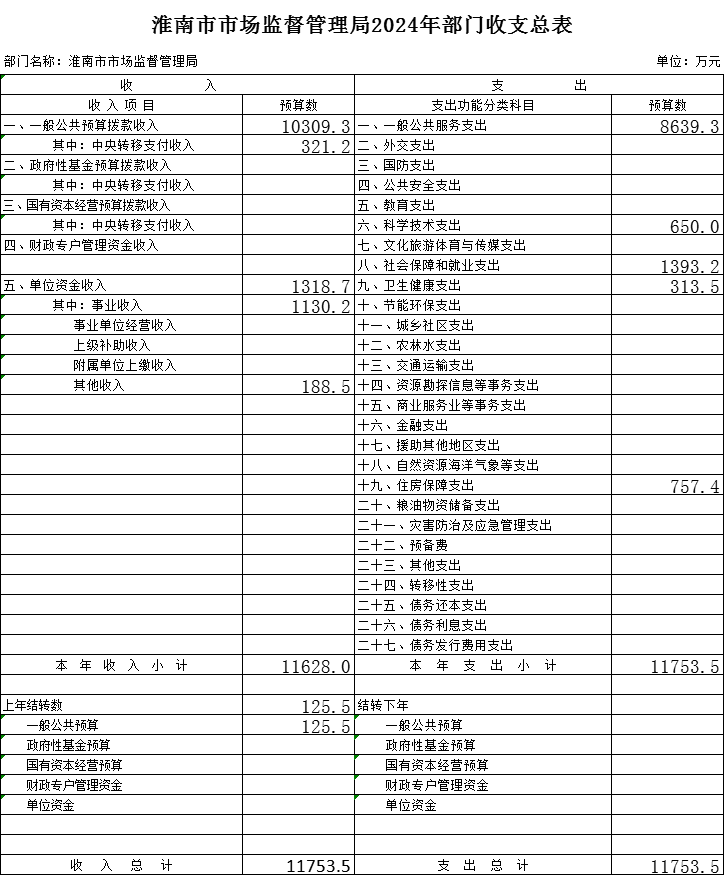 淮南市市场监督管理局2024年部门收支总表
部门名称：淮南市市场监督管理局 单位：万元
收 入 支 出
收 入 项 目 预算数 支出功能分类科目 预算数
一、一般公共预算拨款收入 10309.3 一、一般公共服务支出 8639.3
其中：中央转移支付收入 321.2 二、外交支出
二、政府性基金预算拨款收入 三、国防支出
其中：中央转移支付收入 四、公共安全支出
三、国有资本经营预算拨款收入 五、教育支出
其中：中央转移支付收入 六、科学技术支出 650.0
四、财政专户管理资金收入 七、文化旅游体育与传媒支出
八、社会保障和就业支出 1393.2
五、单位资金收入 1318.7 九、卫生健康支出 313.5
其中：事业收入 1130.2 十、节能环保支出
事业单位经营收入 十一、城乡社区支出
上级补助收入 十二、农林水支出
附属单位上缴收入 十三、交通运输支出
其他收入 188.5 十四、资源勘探信息等事务支出
十五、商业服务业等事务支出
十六、金融支出
十七、援助其他地区支出
十八、自然资源海洋气象等支出
十九、住房保障支出 757.4
二十、粮油物资储备支出
二十一、灾害防治及应急管理支出
二十二、预备费
二十三、其他支出
二十四、转移性支出
二十五、债务还本支出
二十六、债务利息支出
二十七、债务发行费用支出
本 年 收 入 小 计 11628.0 本 年 支 出 小 计 11753.5
上年结转数 125.5 结转下年
一般公共预算 125.5 一般公共预算
政府性基金预算 政府性基金预算
国有资本经营预算 国有资本经营预算
财政专户管理资金 财政专户管理资金
单位资金 单位资金
收 入 总 计 11753.5 支 出 总 计 11753.5